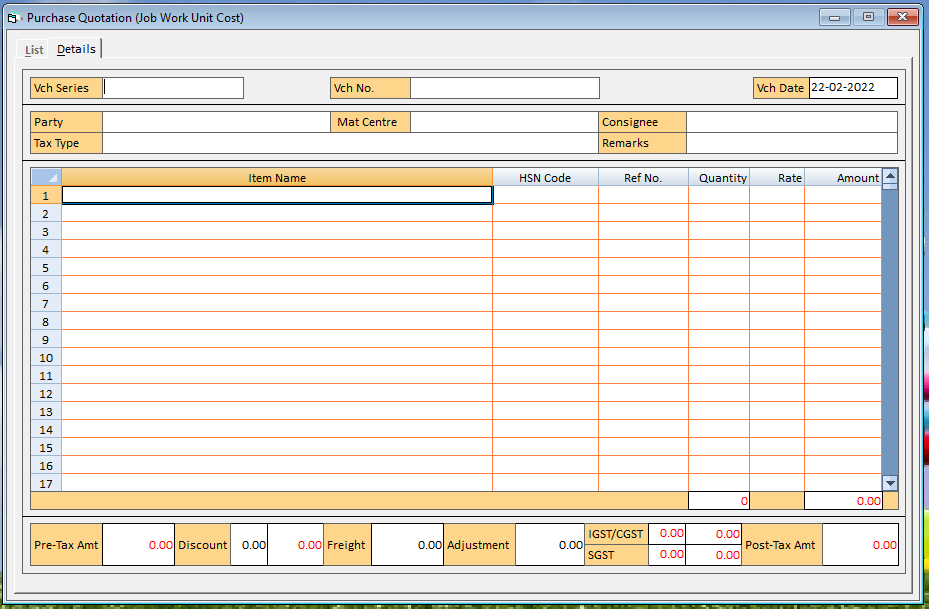 Purchase Quotation (Job Work Unit Cost)
List Details
Vch Series Vch No. Vch Date 22-02-2022
Party Mat Centre Consignee
Tax Type Remarks
Item Name HSN Code Ref No. Quantity Rate Amount
1
2
3
4
5
6
7
8
9
10
11
12
13
14
15
16
17
0 0.00
Pre-Tax Amt 0.00 Discount 0.00 0.00 Freight 0.00 Adjustment 0.00 IGST/CGST 0.00 0.00 Post-Tax Amt 0.00
SGST 0.00 0.00